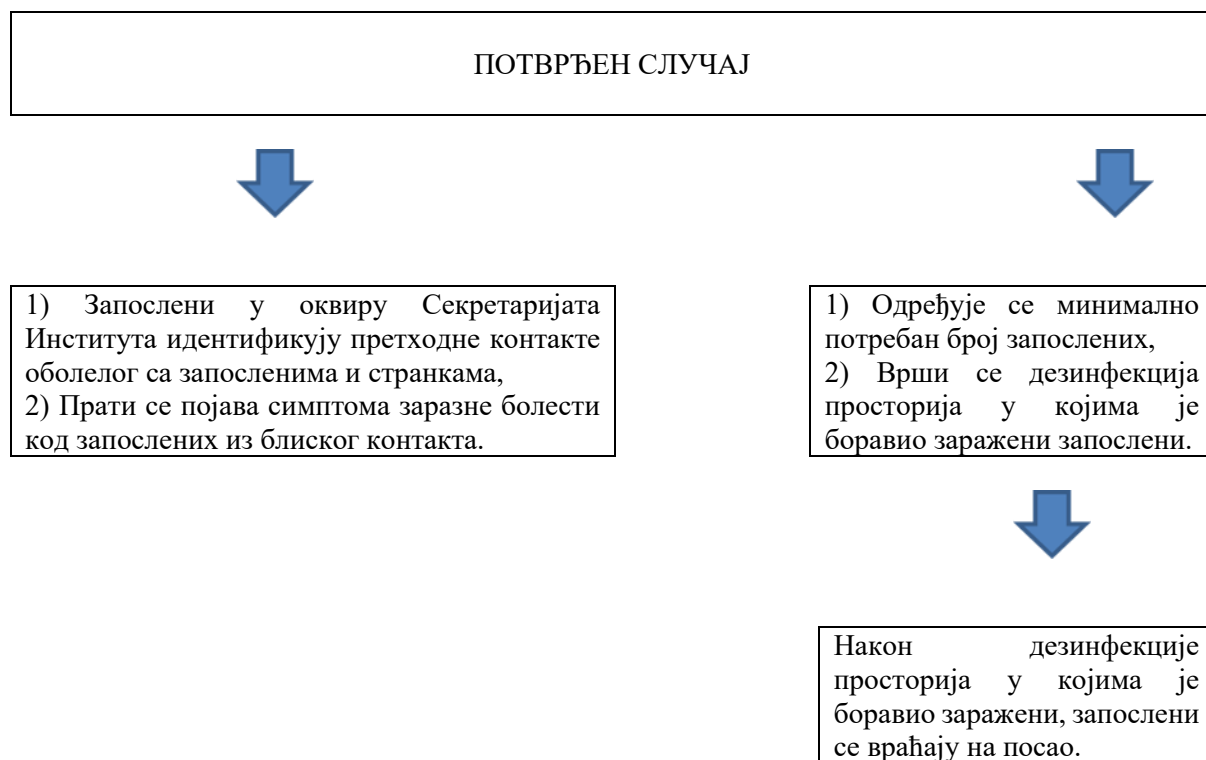 ПОТВРЂЕН СЛУЧАЈ
1) Запослени у оквиру Секретаријата
Института идентификују претходне контакте
оболелог са запосленима и странкама,
2) Прати се појава симптома заразне болести
код запослених из блиског контакта.
1) Одређује се минимално
потребан број запослених,
2) Врши се дезинфекција
просторија у којима је
боравио заражени запослени.
Након дезинфекције
просторија у којима је
боравио заражени, запослени
се враћају на посао.